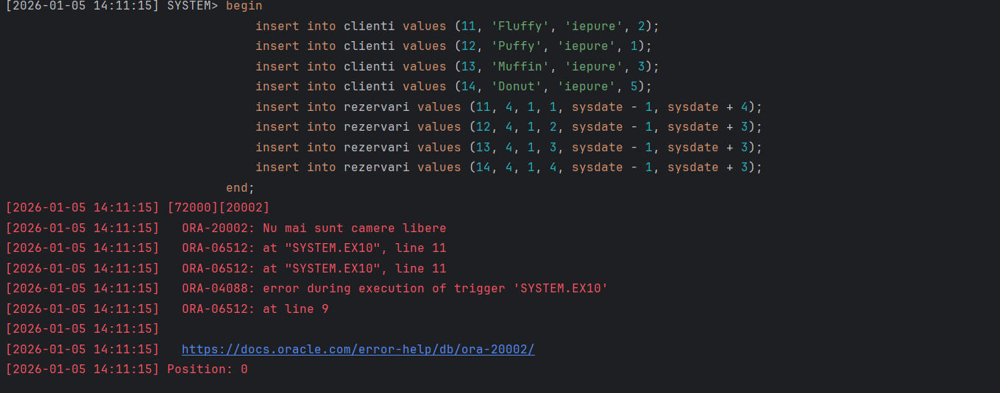 [2026-01-05 14:11:15] SYSTEM> begin
insert into clienti values (11, 'Fluffy', 'iepure', 2);
insert into clienti values (12, 'Puffy', 'iepure', 1);
insert into clienti values (13, 'Muffin', 'iepure', 3);
insert into clienti values (14, 'Donut', 'iepure', 5);
insert into rezervari values (11, 4, 1, 1, sysdate - 1, sysdate + 4);
insert into rezervari values (12, 4, 1, 2, sysdate - 1, sysdate + 3);
insert into rezervari values (13, 4, 1, 3, sysdate - 1, sysdate + 3);
insert into rezervari values (14, 4, 1, 4, sysdate - 1, sysdate + 3);
end;
[2026-01-05 14:11:15] [72000][20002]
[2026-01-05 14:11:15] ORA-20002: Nu mai sunt camere libere
[2026-01-05 14:11:15] ORA-06512: at "SYSTEM.EX10", line 11
[2026-01-05 14:11:15] ORA-06512: at "SYSTEM.EX10", line 11
[2026-01-05 14:11:15] ORA-04088: error during execution of trigger 'SYSTEM.EX10'
[2026-01-05 14:11:15] ORA-06512: at line 9
[2026-01-05 14:11:15]
[2026-01-05 14:11:15] https://docs.oracle.com/error-help/db/ora-20002/
[2026-01-05 14:11:15] Position: 0